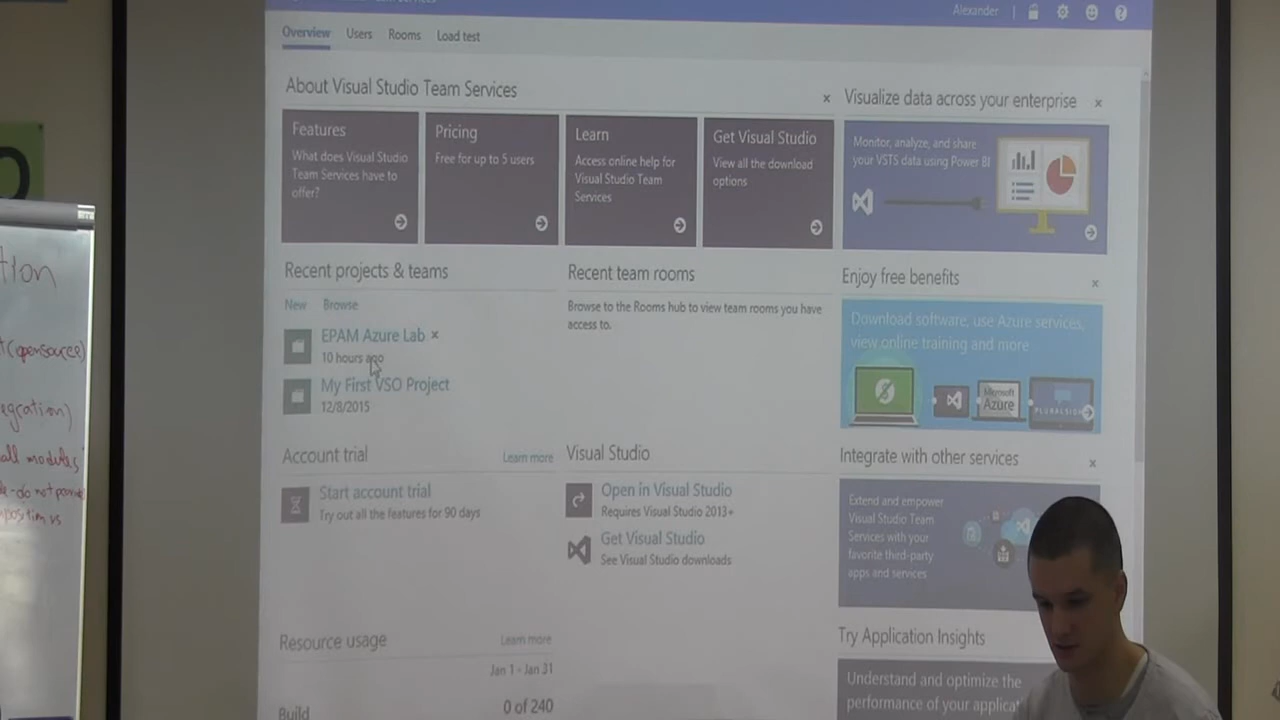 Alexander
Overview Users Rooms Load test
About Visual Studio Team Services
Features
What does Visual Studio
Team Services have to
offer?
Pricing
Free for up to 5 users
Learn
Access online help for
Visual Studio Team
Services
Get Visual Studio
View all the download
options
Visualize data across your enterprise
Monitor, analyze, and share
your VSTS data using Power BI
Recent projects & teams
New Browse
EPAM Azure Lab
10 hours ago
My First VSO Project
12/8/2015
Recent team rooms
Browse to the Rooms hub to view team rooms you have
access to.
Enjoy free benefits
Download software, use Azure services,
view online training and more
Microsoft
Azure
PLURALSIGH
Account trial Learn more
Start account trial
Try out all the features for 90 days
Visual Studio
Open in Visual Studio
Requires Visual Studio 2013+
Get Visual Studio
See Visual Studio downloads
Integrate with other services
Extend and empower
Visual Studio Team
Services with your
favorite third-party
apps and services
Resource usage Learn more
Jan 1 - Jan 31
Build 0 of 240
Try Application Insights
Understand and optimize the
performance of your applicat
tion
t(opensource)
egration)
all modules